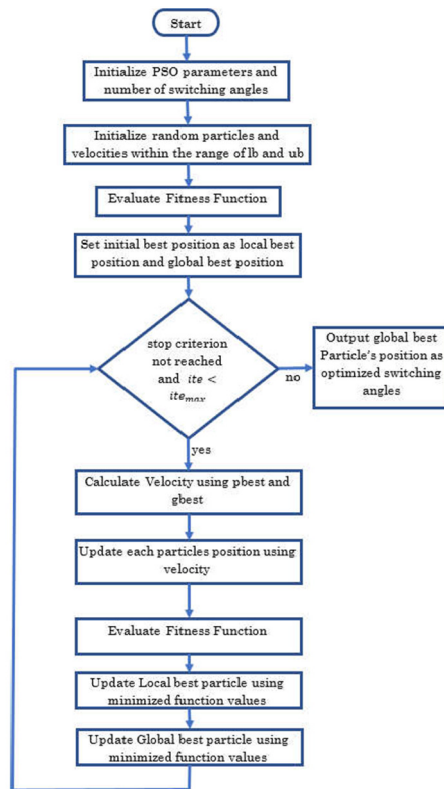 Start
Initialize PSO parameters and
number of switching angles
Initialize random particles and
velocities within the range of lb and ub
Evaluate Fitness Function
Set initial best position as local best
position and global best position
stop criterion
not reached
and ite <
ite_max
no
Output global best
Particle's position as
optimized switching
angles
yes
Calculate Velocity using pbest and
gbest
Update each particles position using
velocity
Evaluate Fitness Function
Update Local best particle using
minimized function values
Update Global best particle using
minimized function values